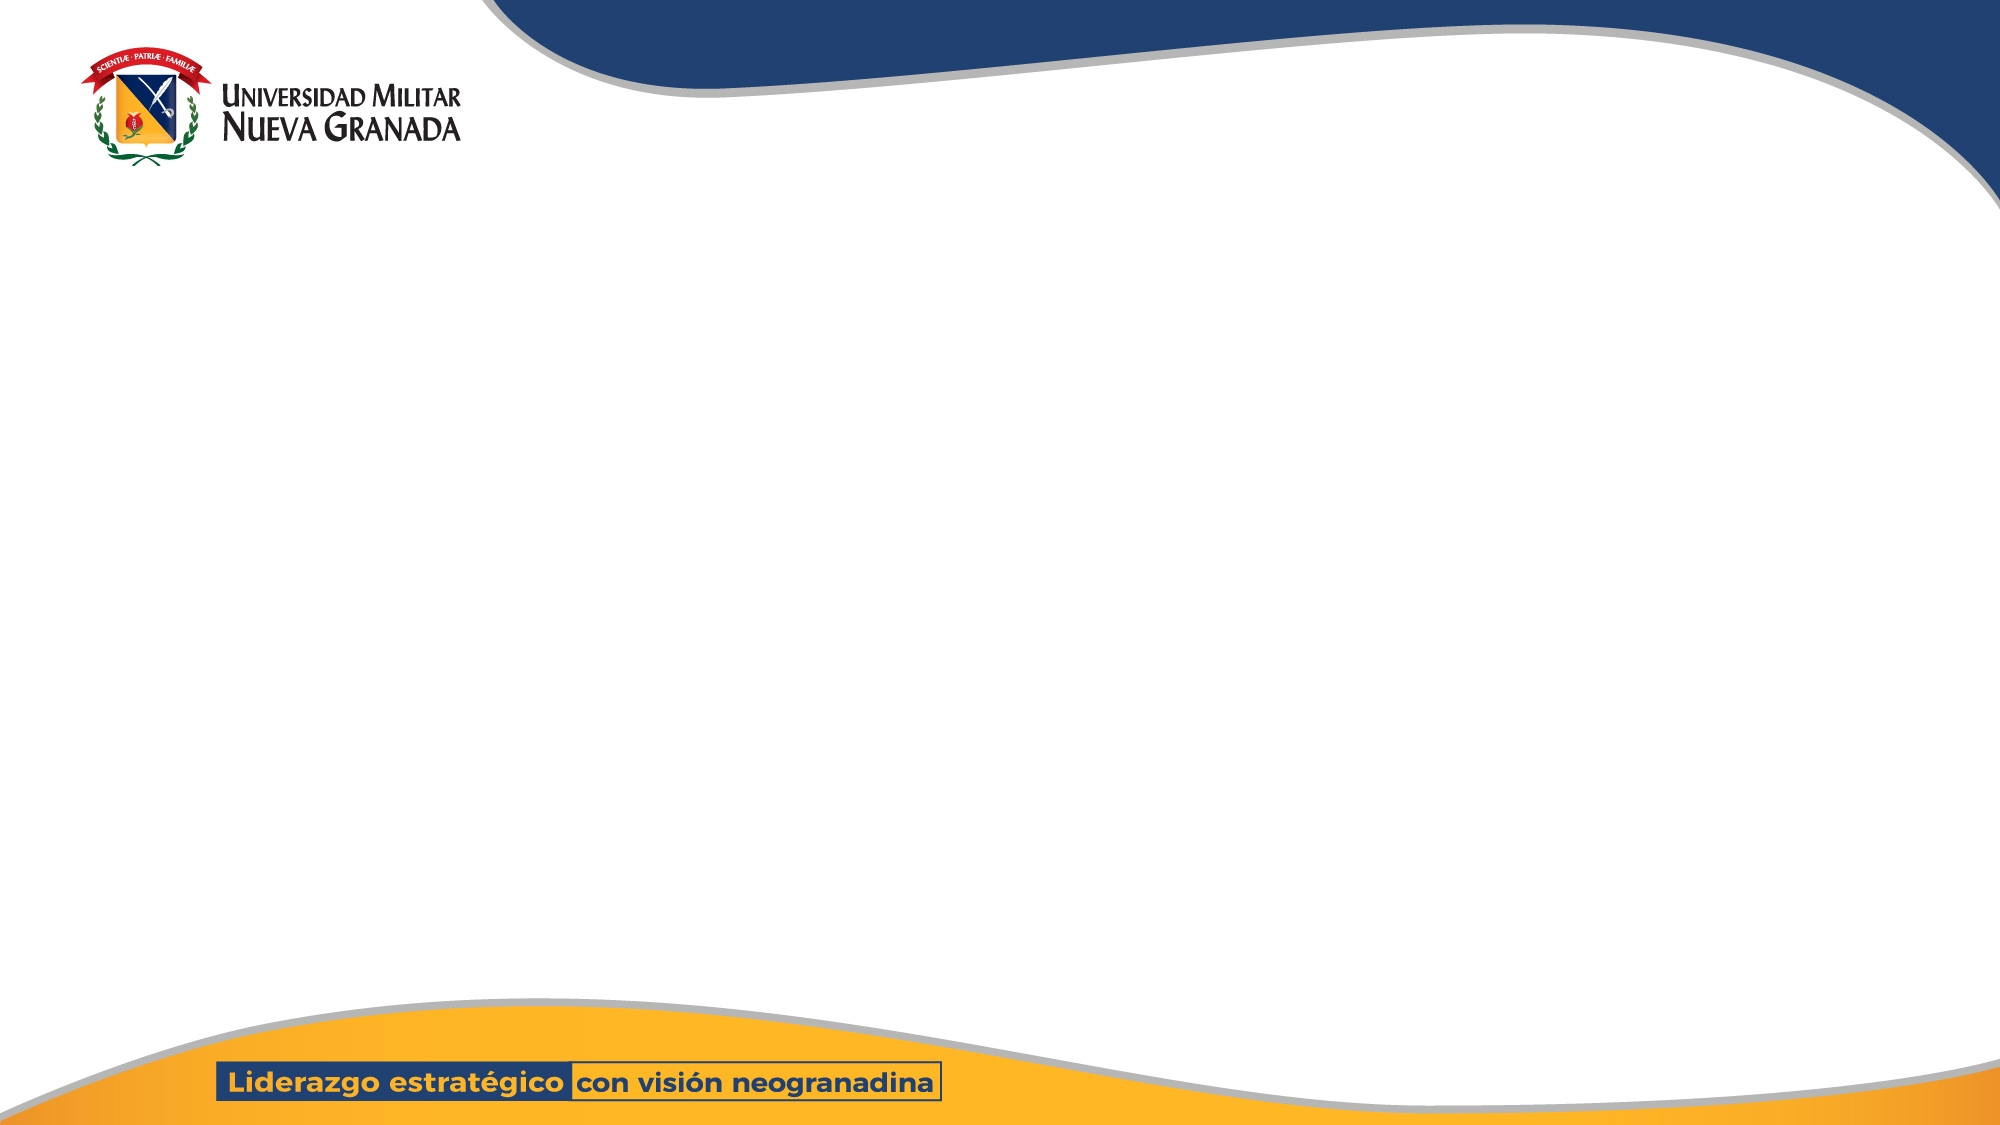 SCIENTIÆ · PATRIÆ · FAMILIÆ
UNIVERSIDAD MILITAR
NUEVA GRANADA
Liderazgo estratégico con visión neogranadina